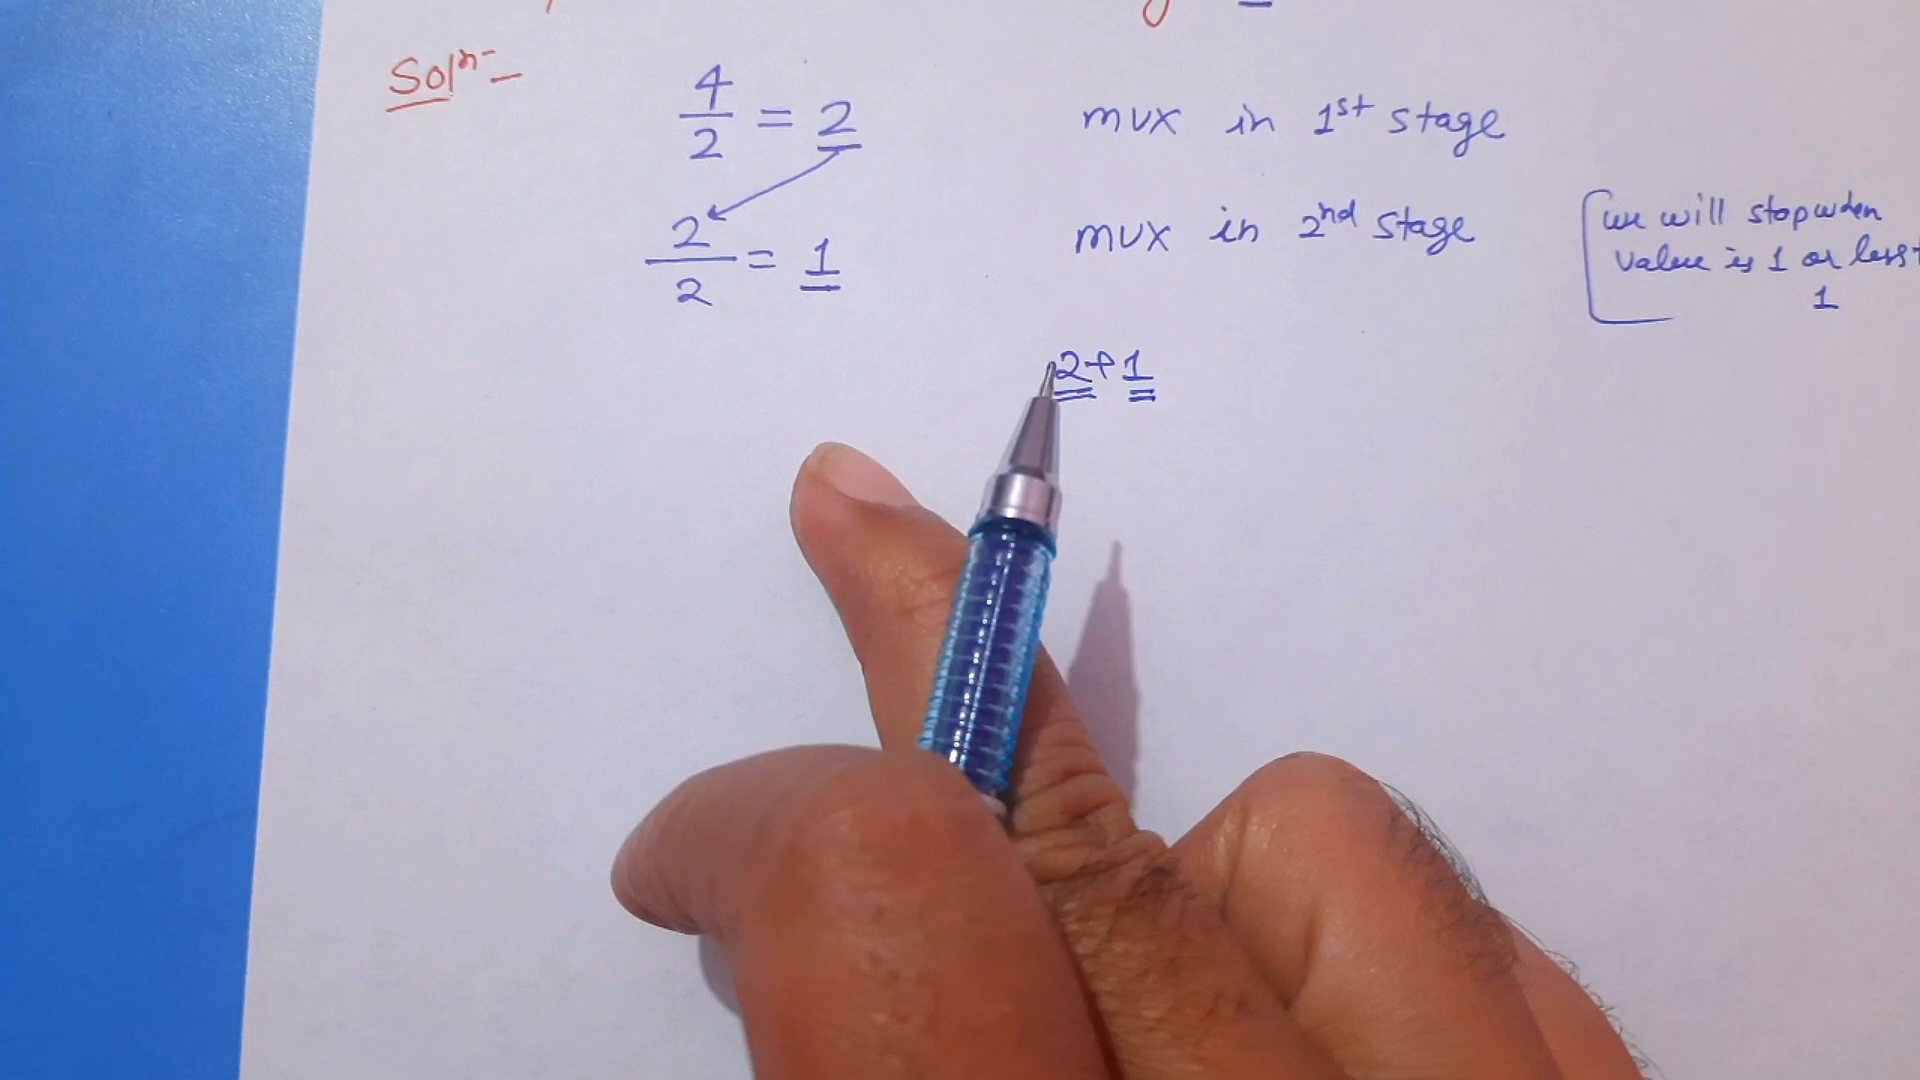 Solⁿ-
4/2 = 2 mux in 1st stage
2/2 = 1 mux in 2nd stage
we will stop when
value is 1 or less
1
2+1